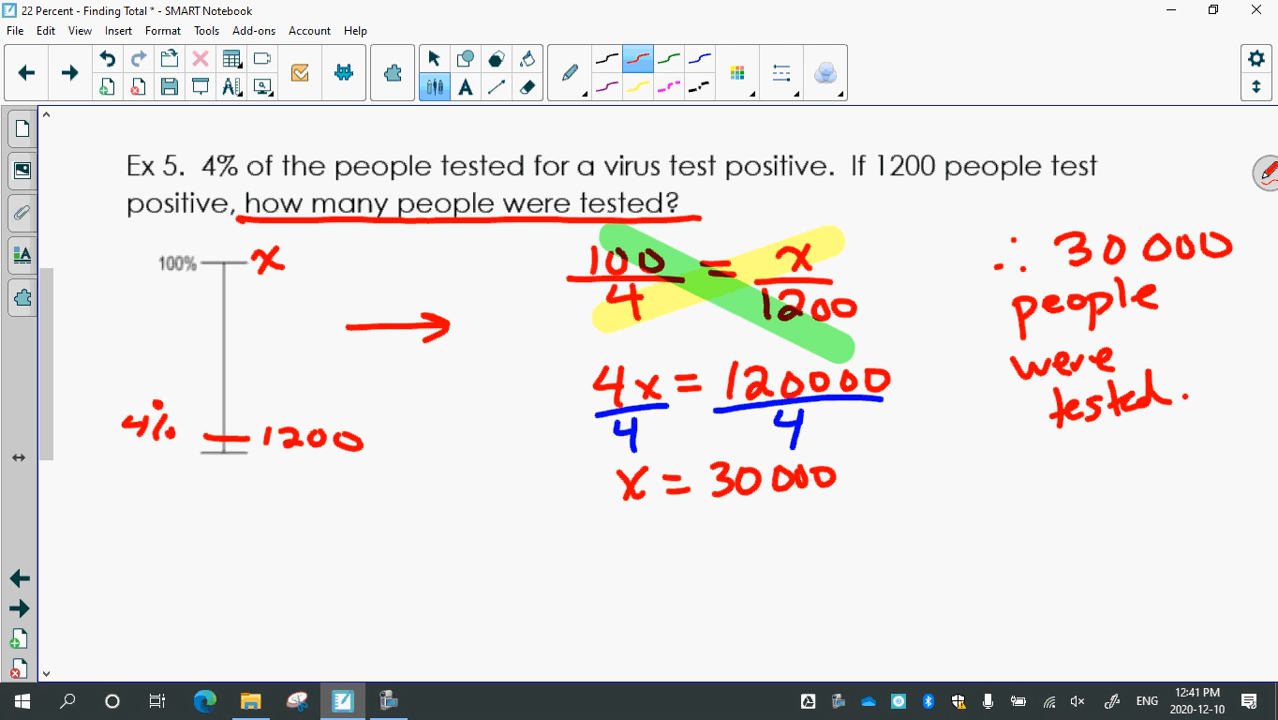 22 Percent - Finding Total * - SMART Notebook
File Edit View Insert Format Tools Add-ons Account Help
Ex 5. 4% of the people tested for a virus test positive. If 1200 people test
positive, how many people were tested?
100% x
4% 1200
100/4 = x/1200
4x/4 = 120000/4
x = 30000
∴ 30000
people
were
tested.
ENG
12:41 PM
2020-12-10